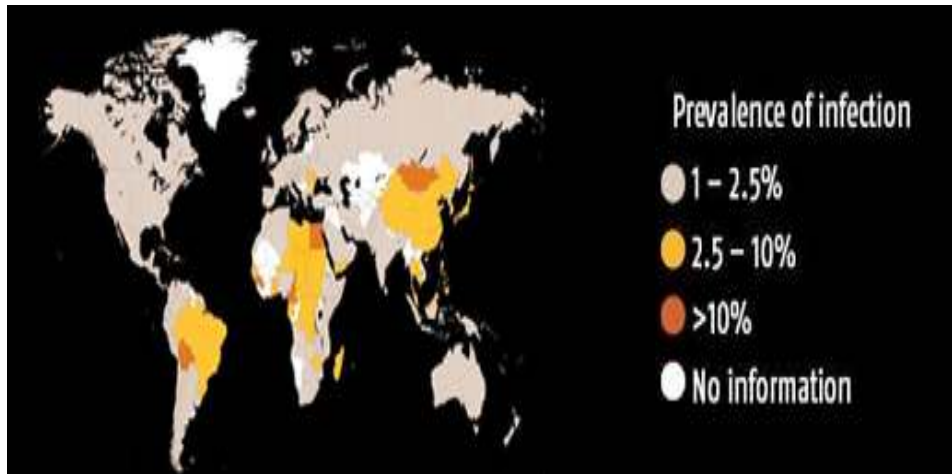 Prevalence of infection
1 – 2.5%
2.5 – 10%
>10%
No information